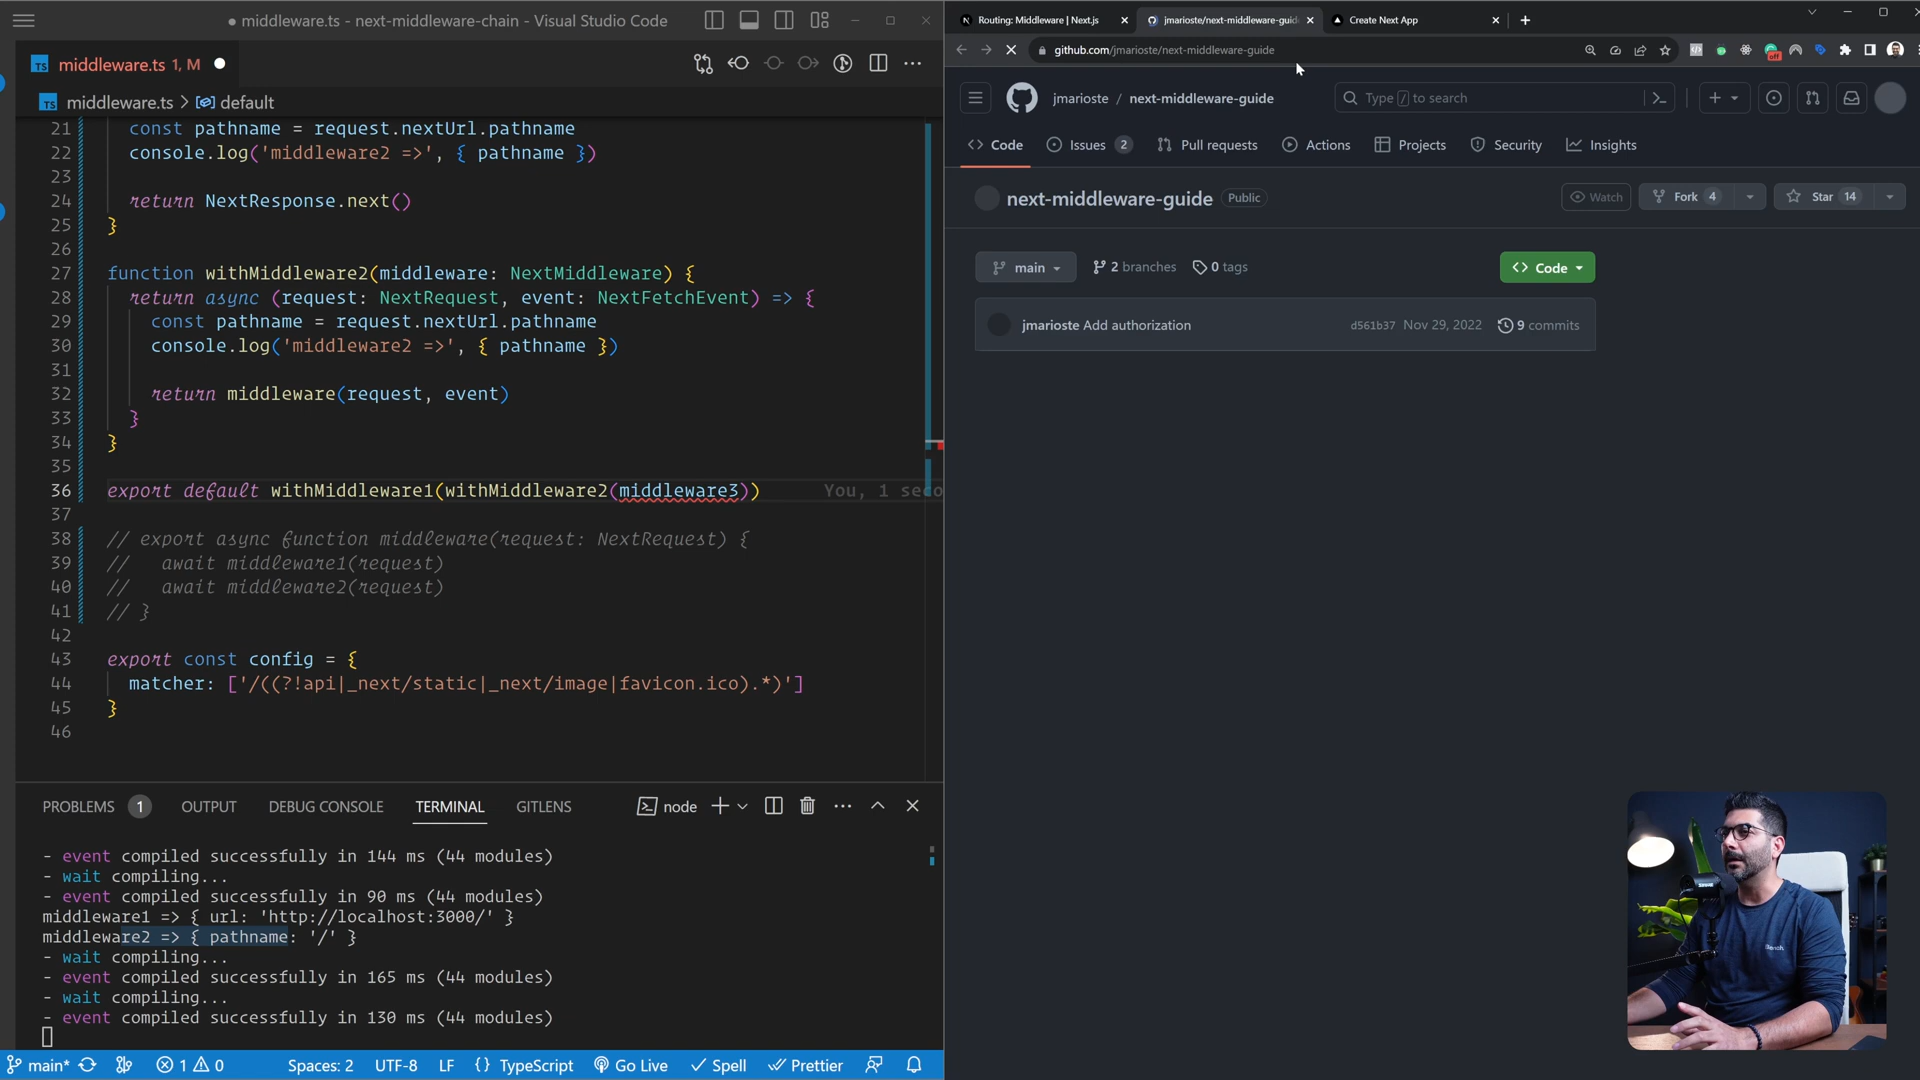 middleware.ts - next-middleware-chain - Visual Studio Code
TS middleware.ts 1, M
TS middleware.ts > default
21 const pathname = request.nextUrl.pathname
22 console.log('middleware2 =>', { pathname })
23
24 return NextResponse.next()
25 }
26
27 function withMiddleware2(middleware: NextMiddleware) {
28 return async (request: NextRequest, event: NextFetchEvent) => {
29 const pathname = request.nextUrl.pathname
30 console.log('middleware2 =>', { pathname })
31
32 return middleware(request, event)
33 }
34 }
35
36 export default withMiddleware1(withMiddleware2(middleware3)) You, 1 seco
37
38 // export async function middleware(request: NextRequest) {
39 // await middleware1(request)
40 // await middleware2(request)
41 // }
42
43 export const config = {
44 matcher: ['/((?!api|_next/static|_next/image|favicon.ico).*)']
45 }
46
PROBLEMS 1 OUTPUT DEBUG CONSOLE TERMINAL GITLENS node
- event compiled successfully in 144 ms (44 modules)
- wait compiling...
- event compiled successfully in 90 ms (44 modules)
middleware1 => { url: 'http://localhost:3000/' }
middleware2 => { pathname: '/' }
- wait compiling...
- event compiled successfully in 165 ms (44 modules)
- wait compiling...
- event compiled successfully in 130 ms (44 modules)
main* 1 0 Spaces: 2 UTF-8 LF {} TypeScript Go Live Spell Prettier
Routing: Middleware | Next.js jmarioste/next-middleware-guid Create Next App
github.com/jmarioste/next-middleware-guide
off
jmarioste / next-middleware-guide Type / to search
Code Issues 2 Pull requests Actions Projects Security Insights
next-middleware-guide Public Watch Fork 4 Star 14
main 2 branches 0 tags Code
jmarioste Add authorization d561b37 Nov 29, 2022 9 commits